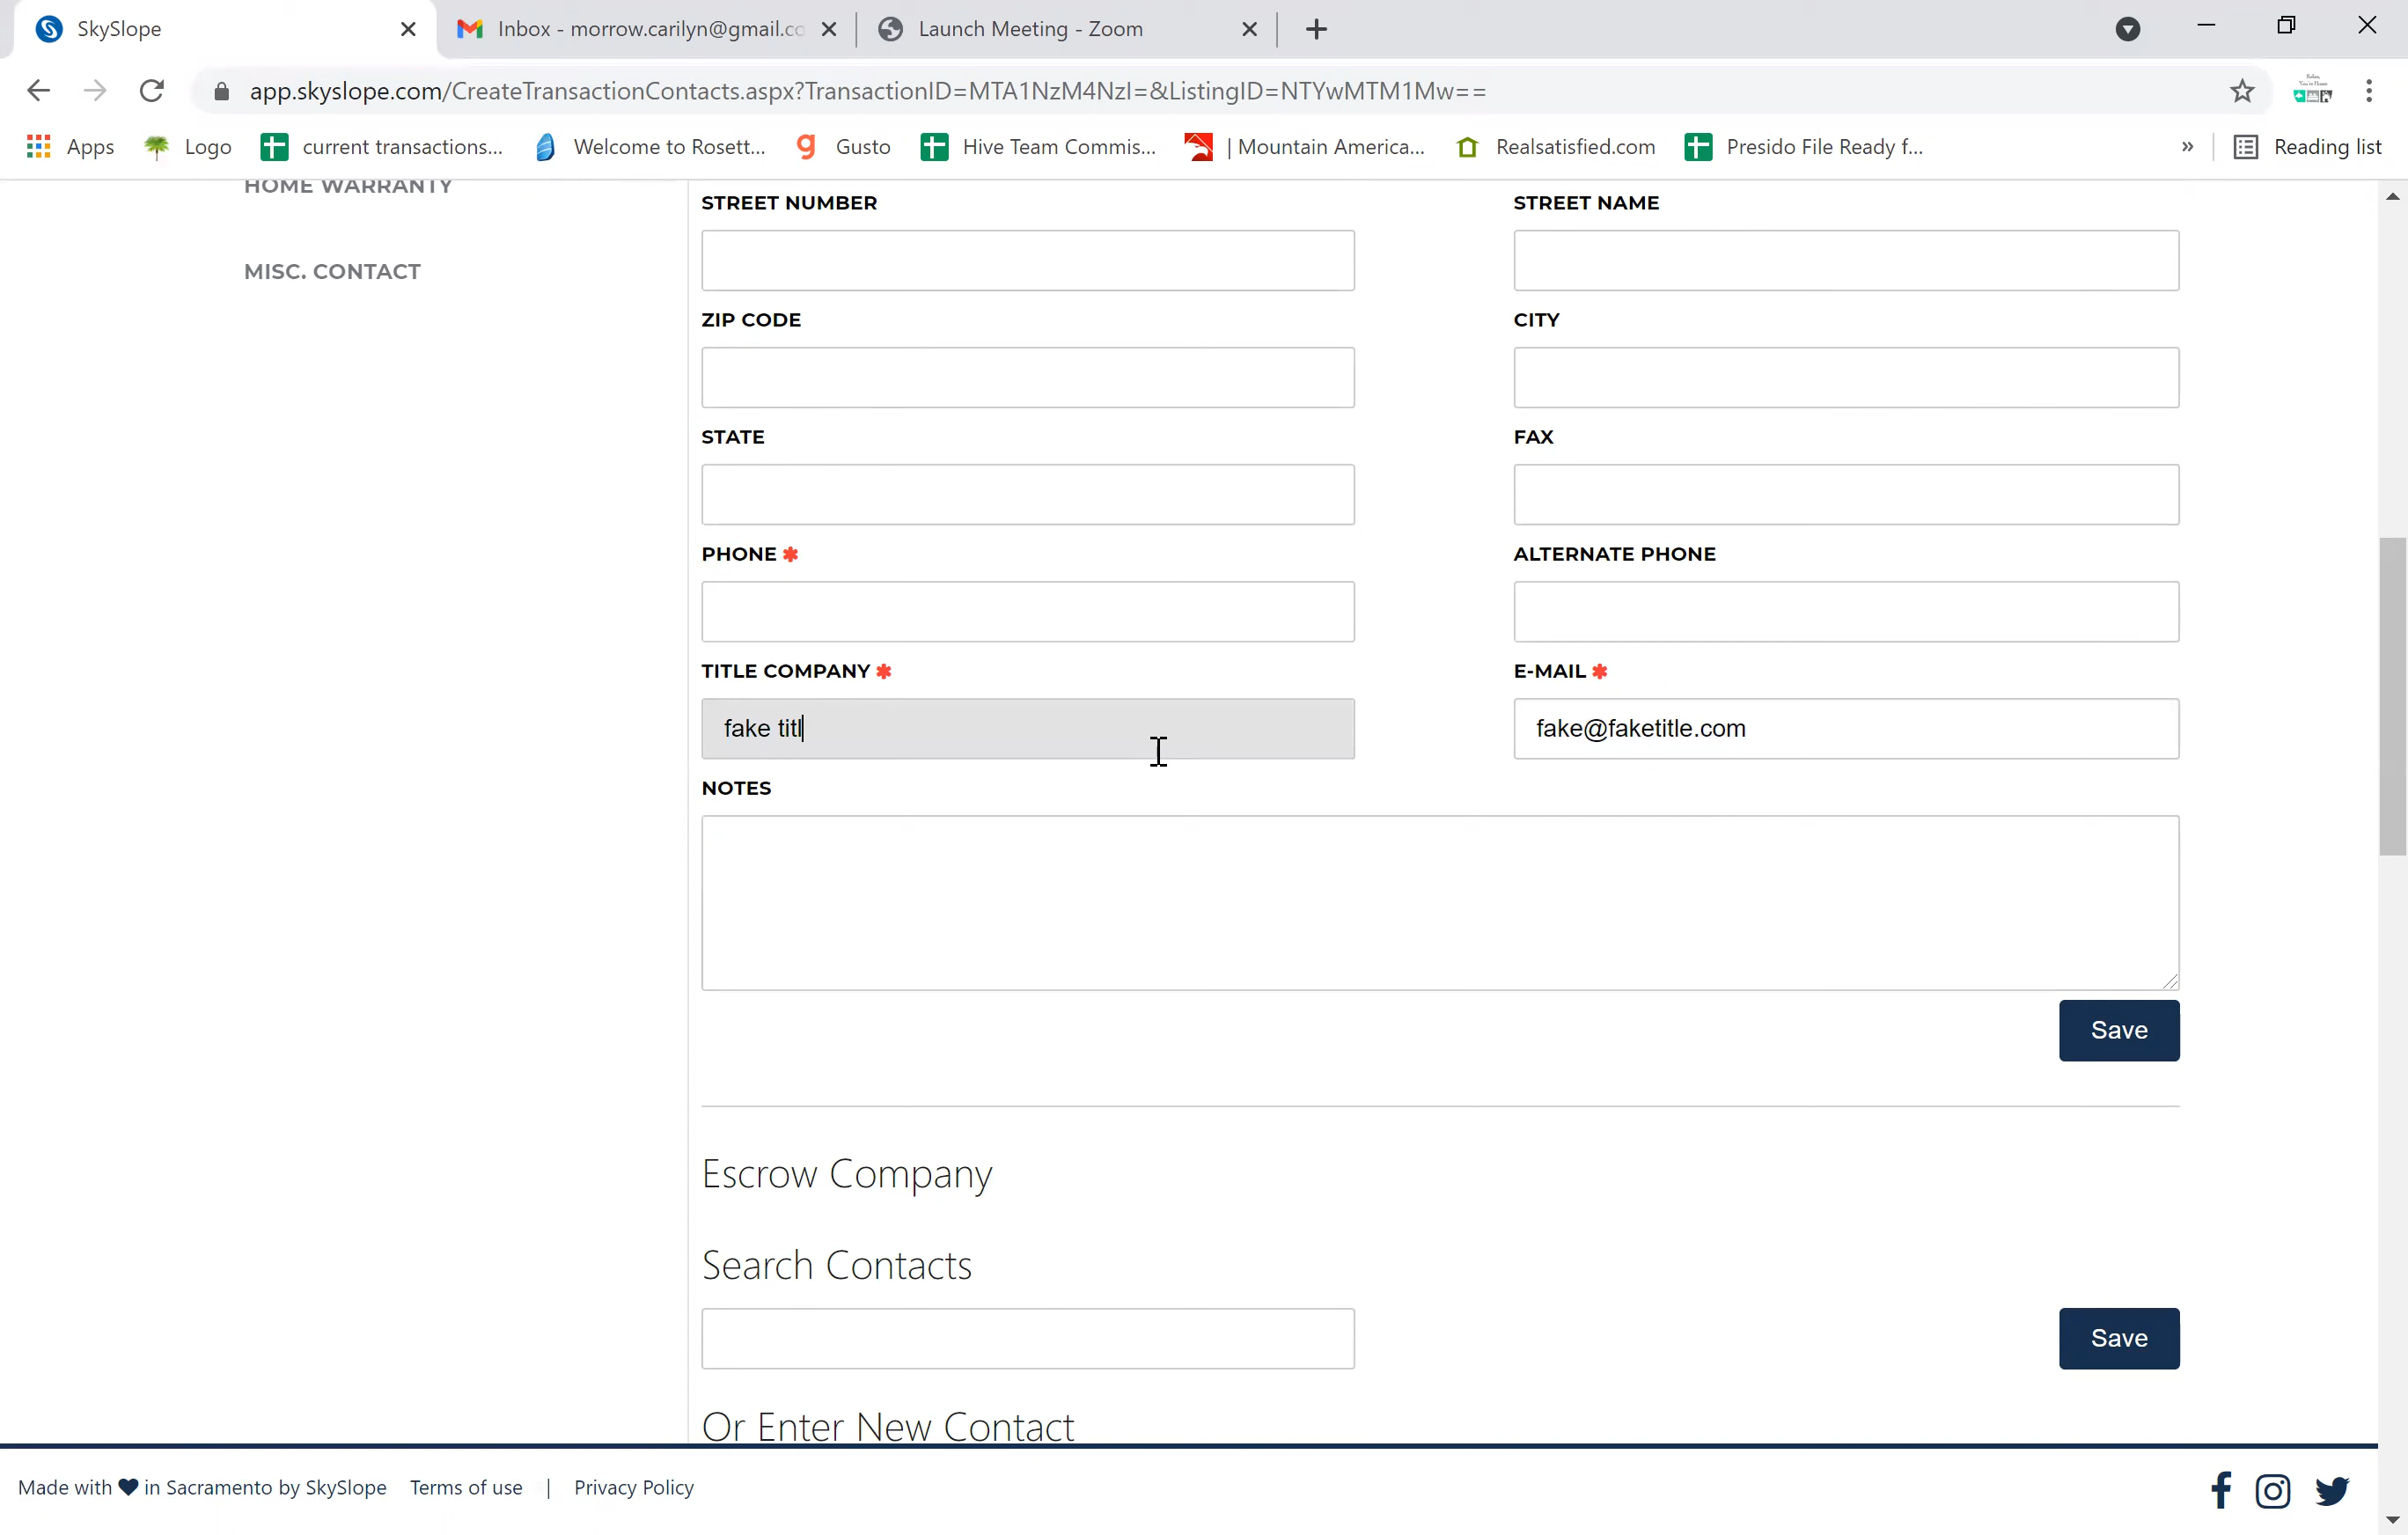 SkySlope
Inbox - morrow.carilyn@gmail.co
Launch Meeting - Zoom
app.skyslope.com/CreateTransactionContacts.aspx?TransactionID=MTA1NzM4NzI=&ListingID=NTYwMTM1Mw==
Apps
Logo
current transactions...
Welcome to Rosett...
Gusto
Hive Team Commis...
| Mountain America...
Realsatisfied.com
Presido File Ready f...
»
Reading list
HOME WARRANTY
MISC. CONTACT
STREET NUMBER
STREET NAME
ZIP CODE
CITY
STATE
FAX
PHONE *
ALTERNATE PHONE
TITLE COMPANY *
E-MAIL *
fake titl
fake@faketitle.com
NOTES
Save
Escrow Company
Search Contacts
Save
Or Enter New Contact
Made with ♥ in Sacramento by SkySlope
Terms of use | Privacy Policy